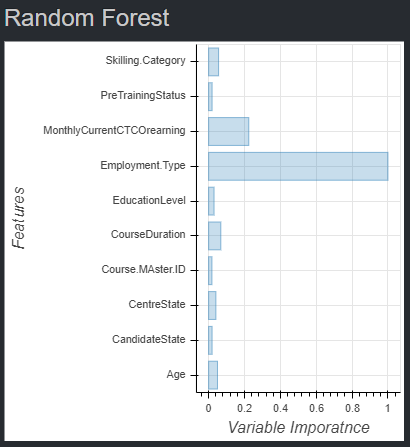 Random Forest
Skilling.Category
PreTrainingStatus
MonthlyCurrentCTCOrearning
Employment.Type
EducationLevel
CourseDuration
Course.MAster.ID
CentreState
CandidateState
Age
Features
0 0.2 0.4 0.6 0.8 1
Variable Imporatnce